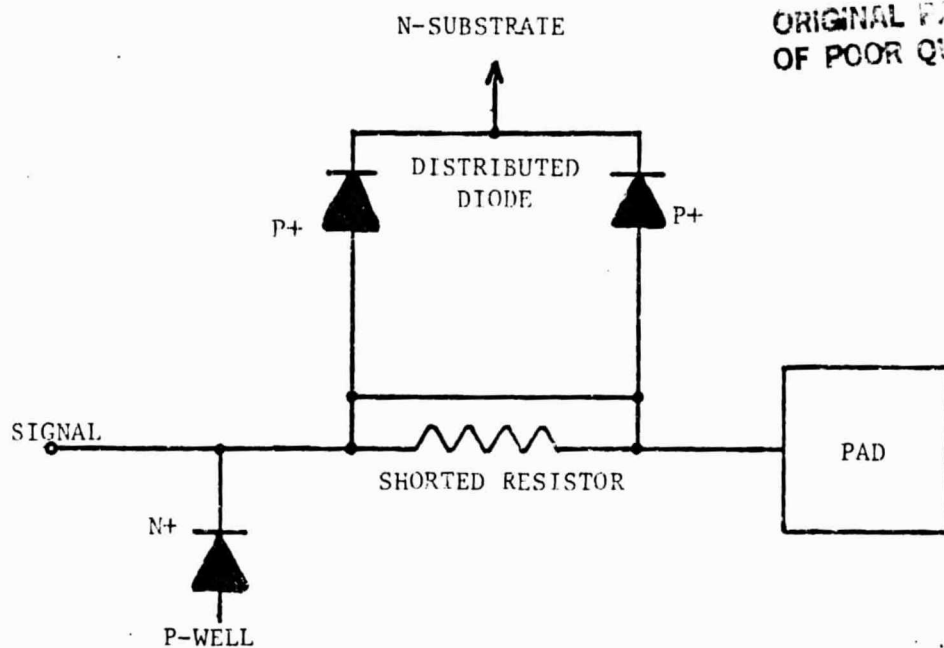 ORIGINAL
OF POOR
N-SUBSTRATE
DISTRIBUTED
DIODE
P+
P+
SIGNAL
SHORTED RESISTOR
PAD
N+
P-WELL